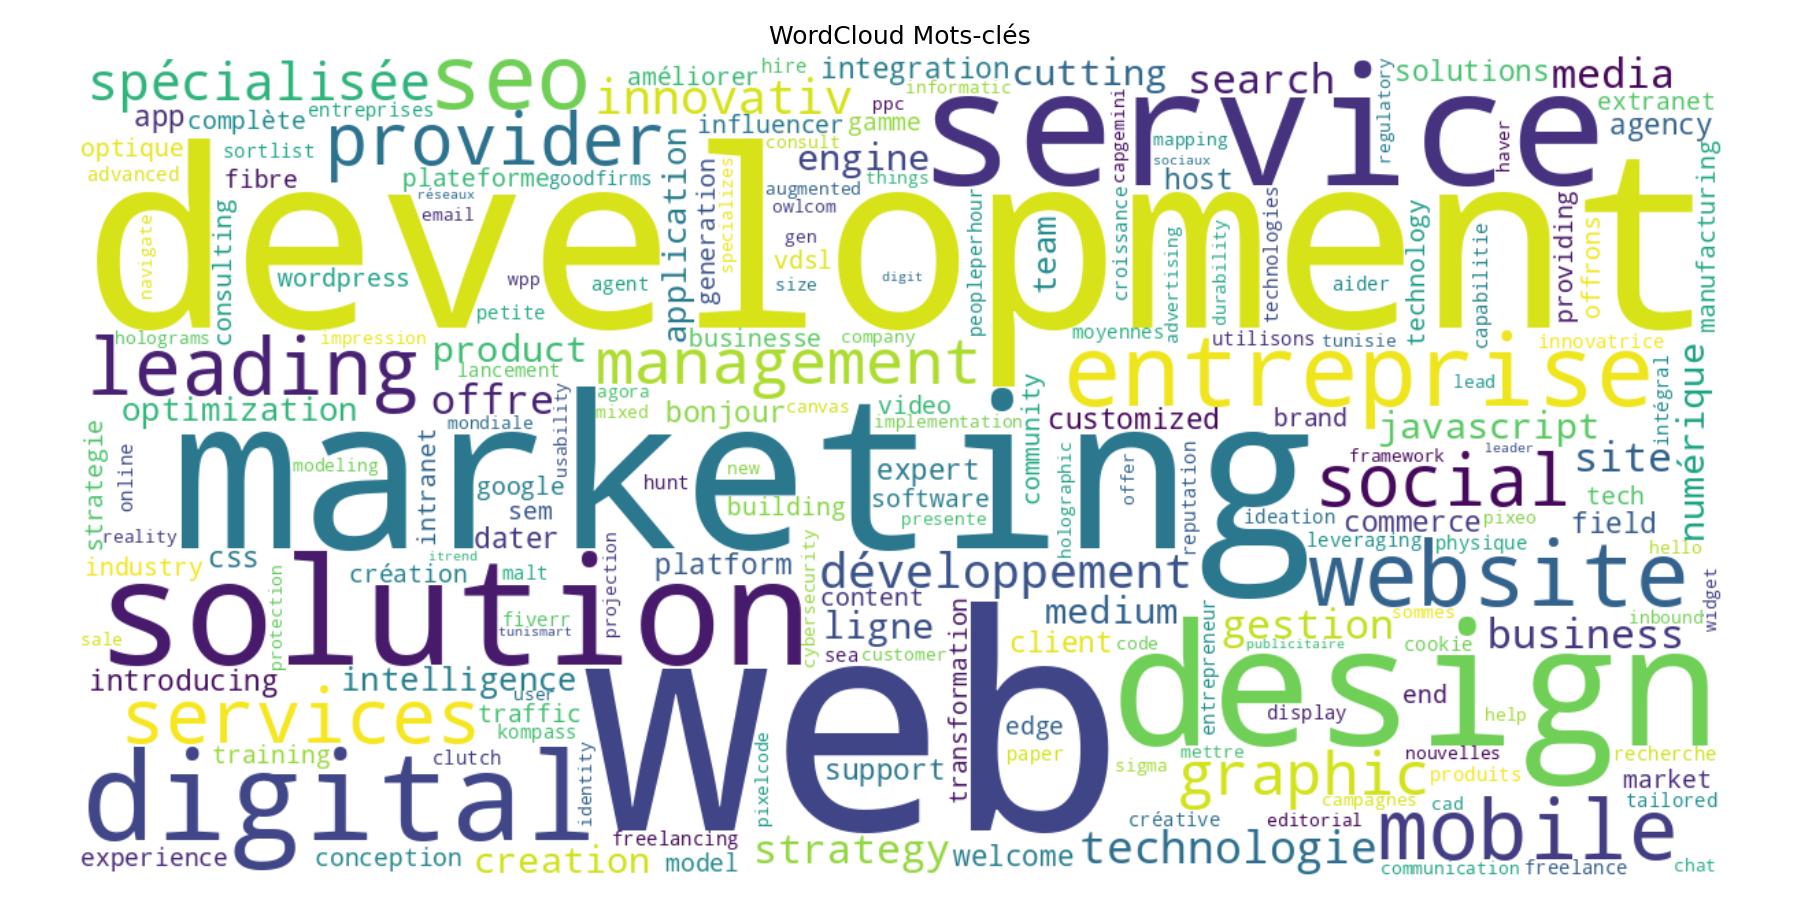 WordCloud Mots-clés
spécialisée
seo
améliorer
hire
integration
cutting
search
regulatory
solutions
media
innovativ
informatic
app
complète
entreprises
provider
influencer
ppc
gamme
service
capgemini
extranet
agency
optique
sortlist
consult
engine
mapping
sociaux
haver
advanced
fibre
plateforme
goodfirms
application
generation
specializes
augmented
things
host
réseaux
email
owlcom
development
navigate
consulting
wordpress
wpp
agent
gen
vdsl
size
digit
peopleperhour
team
croissance
advertising
durability
technologies
aider
technology
capabilitie
providing
offrons
manufacturing
petite
holograms
impression
leading
product
lancement
businesse
company
management
moyennes
utilisons
tunisie
innovatrice
entreprise
lead
intégral
numérique
optimization
offre
mondiale
usability
agora
mixed
bonjour
canvas
video
implementation
community
customized
brand
javascript
strategie
online
marketing
modeling
intranet
google
sem
hunt
new
building
expert
software
presente
holographic
offer
reputation
framework
leader
social
site
tech
ideation
commerce
pixeo
field
reality
dater
itrend
leveraging
physique
hello
industry
css
création
malt
projection
platform
cybersecurity
développement
website
widget
solution
protection
fiverr
tunismart
content
ligne
medium
transformation
entrepreneur
gestion
sommes
inbound
sale
sea
customer
client
code
publicitaire
cookie
business
introducing
intelligence
user
web
design
services
traffic
kompass
edge
end
display
help
training
clutch
identity
pixelcode
support
paper
sigma
mettre
nouvelles
recherche
digital
graphic
produits
market
campagnes
cad
tailored
freelancing
créative
editorial
mobile
experience
conception
creation
model
strategy
welcome
technologie
communication
freelance
chat